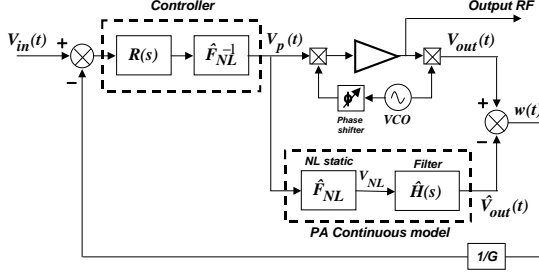 Controller
Output RF
V_in(t)
+
−
R(s)
F̂_NL^−1
V_p(t)
V_out(t)
ϕ
Phase shifter
VCO
+
−
w(t)
NL static
Filter
F̂_NL
V_NL
Ĥ(s)
V̂_out(t)
PA Continuous model
1/G